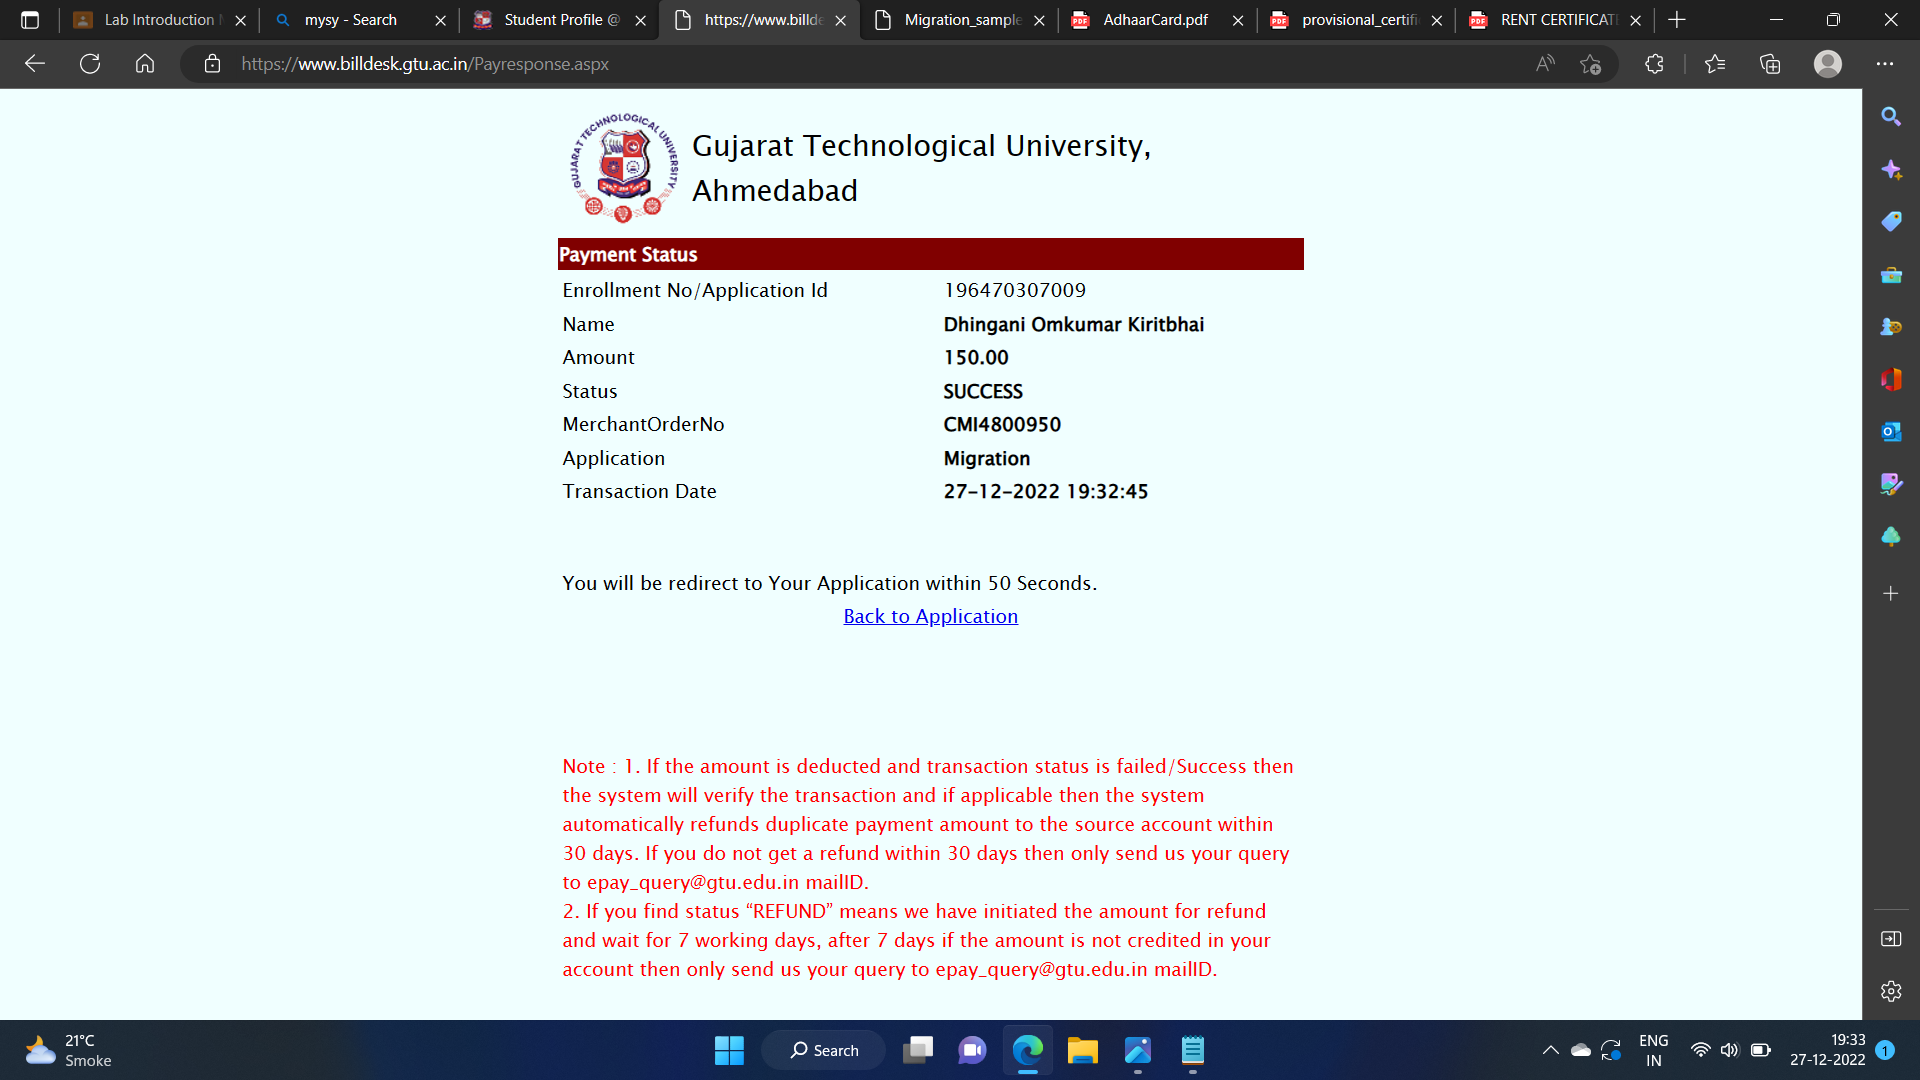 Lab Introduction
mysy - Search
Student Profile @
https://www.billde
Migration_sample
AdhaarCard.pdf
provisional_certifi
RENT CERTIFICATE
https://www.billdesk.gtu.ac.in/Payresponse.aspx
GUJARAT TECHNOLOGICAL UNIVERSITY
Gujarat Technological University,
Ahmedabad
Payment Status
Enrollment No/Application Id 196470307009
Name Dhingani Omkumar Kiritbhai
Amount 150.00
Status SUCCESS
MerchantOrderNo CMI4800950
Application Migration
Transaction Date 27-12-2022 19:32:45
You will be redirect to Your Application within 50 Seconds.
Back to Application
Note : 1. If the amount is deducted and transaction status is failed/Success then
the system will verify the transaction and if applicable then the system
automatically refunds duplicate payment amount to the source account within
30 days. If you do not get a refund within 30 days then only send us your query
to epay_query@gtu.edu.in mailID.
2. If you find status “REFUND” means we have initiated the amount for refund
and wait for 7 working days, after 7 days if the amount is not credited in your
account then only send us your query to epay_query@gtu.edu.in mailID.
21°C
Smoke
Search
ENG
IN
19:33
27-12-2022
1